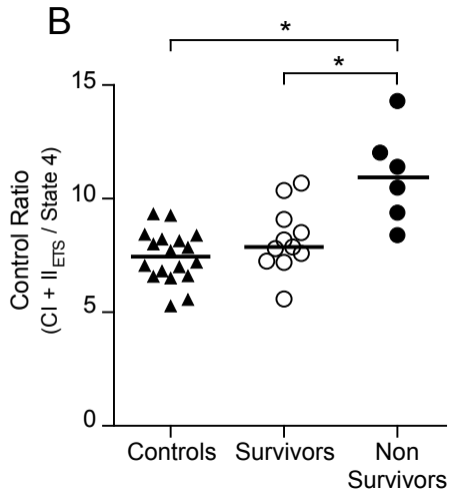 B
*
*
15
10
5
0
Control Ratio
(CI + II_ETS / State 4)
Controls
Survivors
Non
Survivors